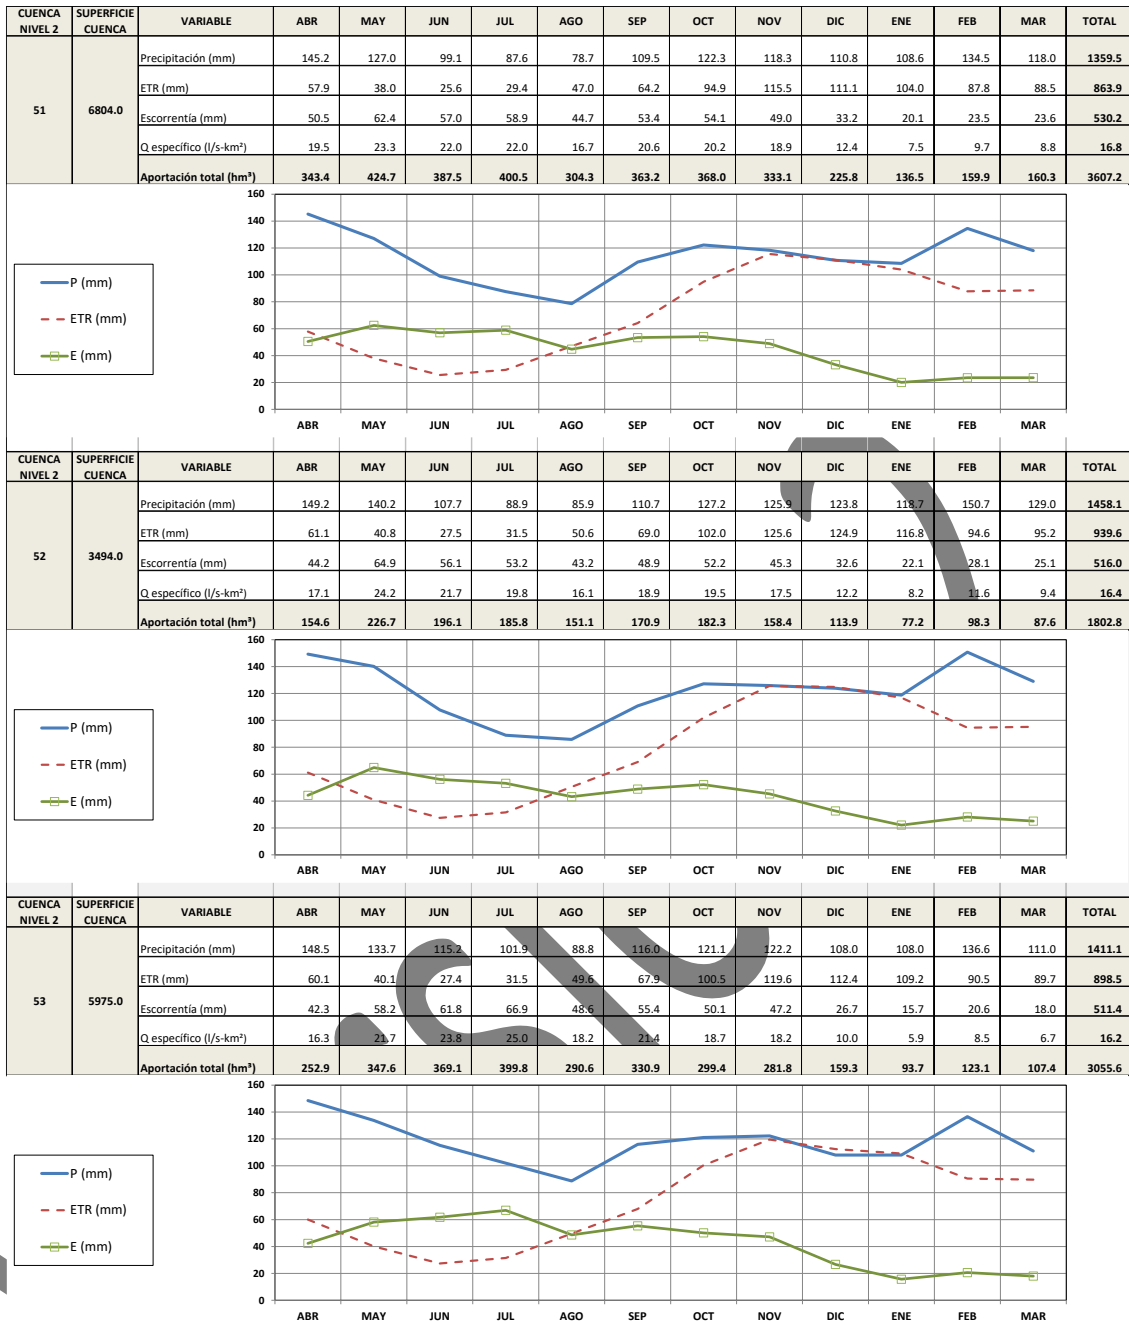 CUENCA NIVEL 2 SUPERFICIE CUENCA VARIABLE ABR MAY JUN JUL AGO SEP OCT NOV DIC ENE FEB MAR TOTAL
Precipitación (mm) 145.2 127.0 99.1 87.6 78.7 109.5 122.3 118.3 110.8 108.6 134.5 118.0 1359.5
ETR (mm) 57.9 38.0 25.6 29.4 47.0 64.2 94.9 115.5 111.1 104.0 87.8 88.5 863.9
51 6804.0 Escorrentía (mm) 50.5 62.4 57.0 58.9 44.7 53.4 54.1 49.0 33.2 20.1 23.5 23.6 530.2
Q específico (l/s-km²) 19.5 23.3 22.0 22.0 16.7 20.6 20.2 18.9 12.4 7.5 9.7 8.8 16.8
Aportación total (hm³) 343.4 424.7 387.5 400.5 304.3 363.2 368.0 333.1 225.8 136.5 159.9 160.3 3607.2
160
140
120
100
80
60
40
20
0
P (mm)
ETR (mm)
E (mm)
ABR MAY JUN JUL AGO SEP OCT NOV DIC ENE FEB MAR
CUENCA NIVEL 2 SUPERFICIE CUENCA VARIABLE ABR MAY JUN JUL AGO SEP OCT NOV DIC ENE FEB MAR TOTAL
Precipitación (mm) 149.2 140.2 107.7 88.9 85.9 110.7 127.2 125.9 123.8 118.7 150.7 129.0 1458.1
ETR (mm) 61.1 40.8 27.5 31.5 50.6 69.0 102.0 125.6 124.9 116.8 94.6 95.2 939.6
52 3494.0 Escorrentía (mm) 44.2 64.9 56.1 53.2 43.2 48.9 52.2 45.3 32.6 22.1 28.1 25.1 516.0
Q específico (l/s-km²) 17.1 24.2 21.7 19.8 16.1 18.9 19.5 17.5 12.2 8.2 11.6 9.4 16.4
Aportación total (hm³) 154.6 226.7 196.1 185.8 151.1 170.9 182.3 158.4 113.9 77.2 98.3 87.6 1802.8
160
140
120
100
80
60
40
20
0
P (mm)
ETR (mm)
E (mm)
ABR MAY JUN JUL AGO SEP OCT NOV DIC ENE FEB MAR
CUENCA NIVEL 2 SUPERFICIE CUENCA VARIABLE ABR MAY JUN JUL AGO SEP OCT NOV DIC ENE FEB MAR TOTAL
Precipitación (mm) 148.5 133.7 115.2 101.9 88.8 116.0 121.1 122.2 108.0 108.0 136.6 111.0 1411.1
ETR (mm) 60.1 40.1 27.4 31.5 49.6 67.9 100.5 119.6 112.4 109.2 90.5 89.7 898.5
53 5975.0 Escorrentía (mm) 42.3 58.2 61.8 66.9 48.6 55.4 50.1 47.2 26.7 15.7 20.6 18.0 511.4
Q específico (l/s-km²) 16.3 21.7 23.8 25.0 18.2 21.4 18.7 18.2 10.0 5.9 8.5 6.7 16.2
Aportación total (hm³) 252.9 347.6 369.1 399.8 290.6 330.9 299.4 281.8 159.3 93.7 123.1 107.4 3055.6
160
140
120
100
80
60
40
20
0
P (mm)
ETR (mm)
E (mm)
ABR MAY JUN JUL AGO SEP OCT NOV DIC ENE FEB MAR